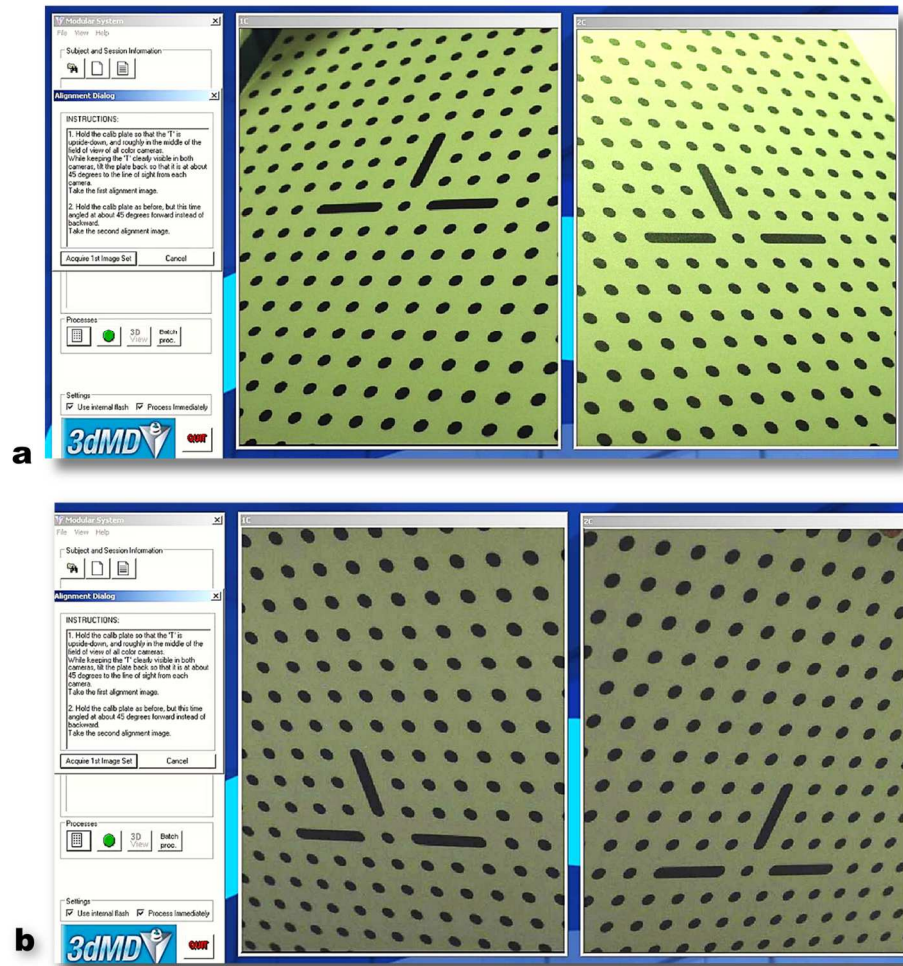 Modular System
1C
2C
File View Help
Subject and Session Information
Alignment Dialog
INSTRUCTIONS:
1. Hold the calib plate so that the 'T' is
upside-down, and roughly in the middle of the
field of view of all color cameras.
While keeping the 'T' clearly visible in both
cameras, tilt the plate back so that it is at about
45 degrees to the line of sight from each
camera.
Take the first alignment image.
2. Hold the calib plate as before, but this time
angled at about 45 degrees forward instead of
backward.
Take the second alignment image.
Acquire 1st Image Set
Cancel
Processes
3D
View
Batch
proc.
Settings
Use internal flash
Process Immediately
3dMD
e
QUIT
a
Modular System
1C
2C
File View Help
Subject and Session Information
Alignment Dialog
INSTRUCTIONS:
1. Hold the calib plate so that the 'T' is
upside-down, and roughly in the middle of the
field of view of all color cameras.
While keeping the 'T' clearly visible in both
cameras, tilt the plate back so that it is at about
45 degrees to the line of sight from each
camera.
Take the first alignment image.
2. Hold the calib plate as before, but this time
angled at about 45 degrees forward instead of
backward.
Take the second alignment image.
Acquire 1st Image Set
Cancel
Processes
3D
View
Batch
proc.
Settings
Use internal flash
Process Immediately
3dMD
e
QUIT
b